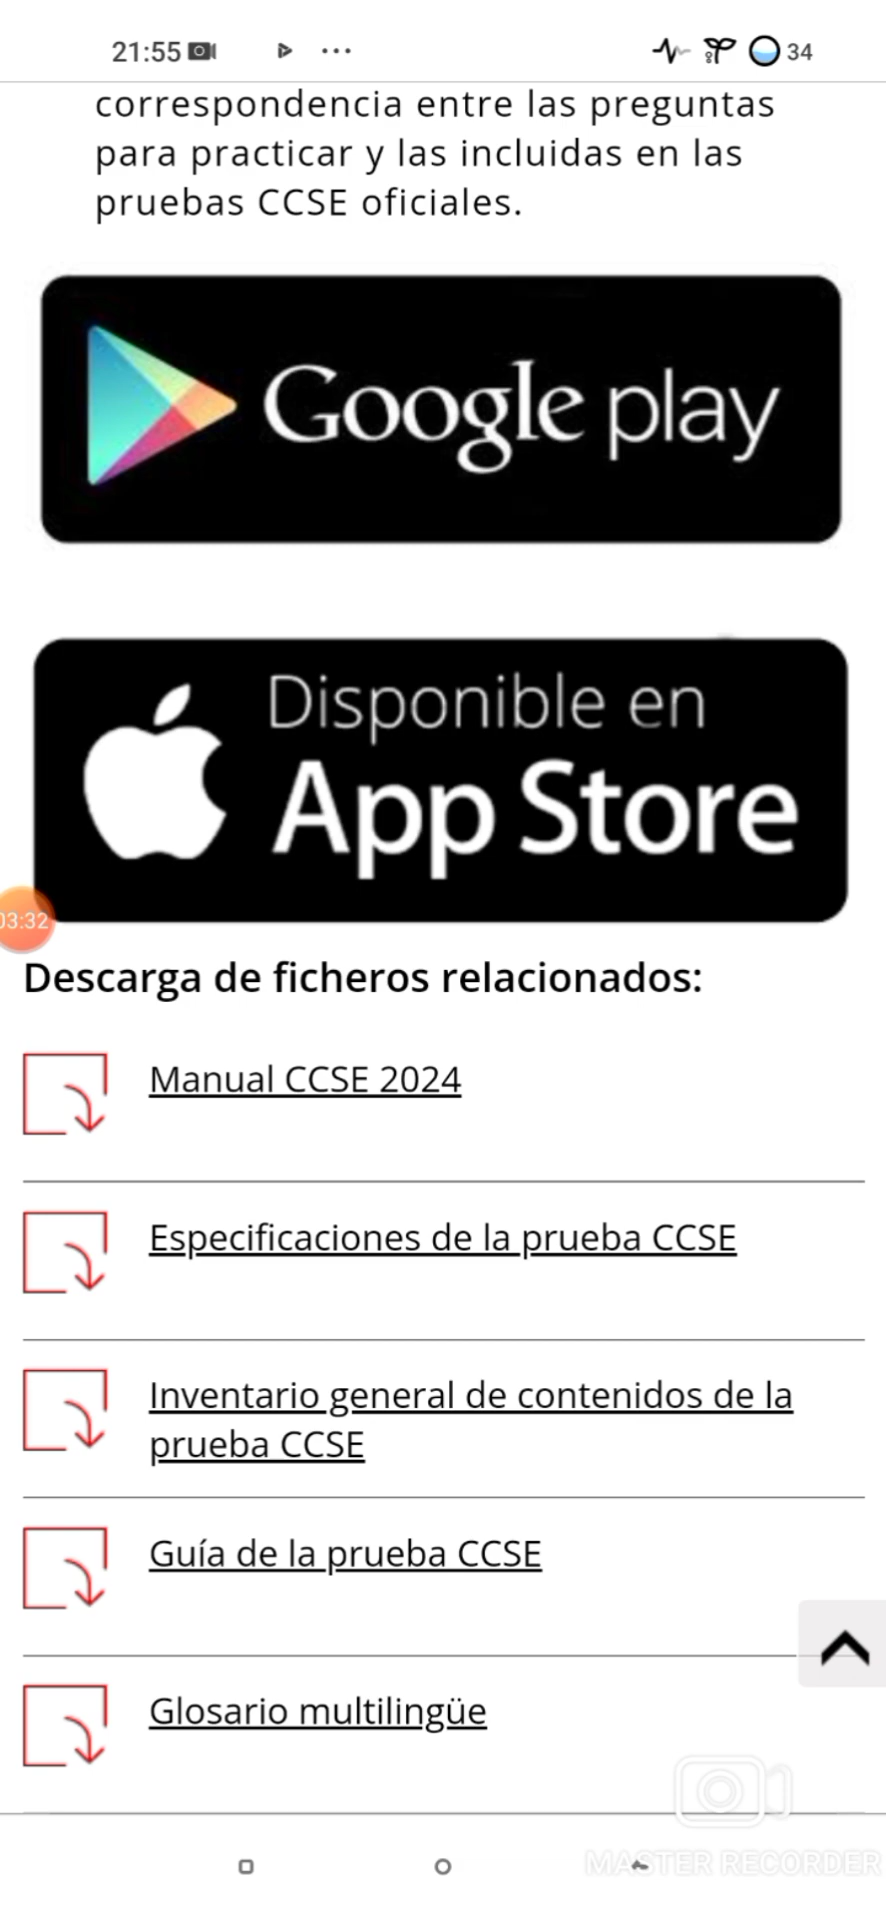 21:55
34
correspondencia entre las preguntas
para practicar y las incluidas en las
pruebas CCSE oficiales.
Google play
Disponible en
App Store
03:32
Descarga de ficheros relacionados:
Manual CCSE 2024
Especificaciones de la prueba CCSE
Inventario general de contenidos de la
prueba CCSE
Guía de la prueba CCSE
Glosario multilingüe
MASTER RECORDER